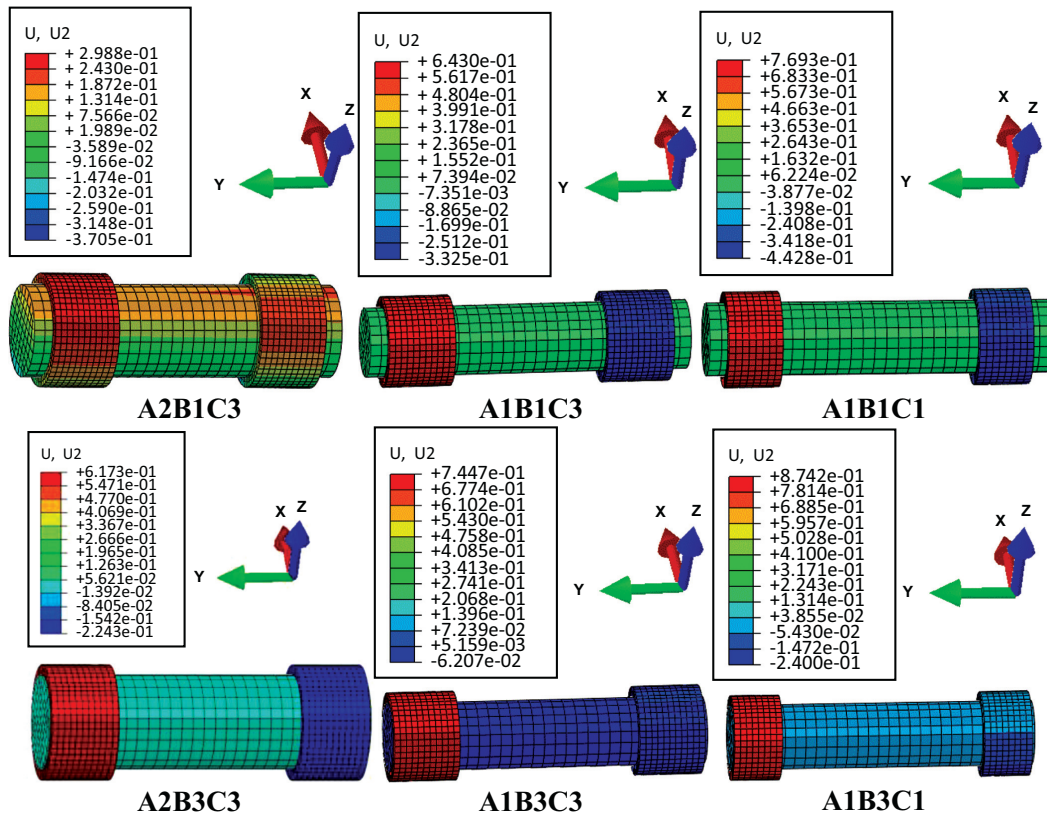 U, U2
+ 2.988e-01
+ 2.430e-01
+ 1.872e-01
+ 1.314e-01
+ 7.566e-02
+ 1.989e-02
-3.589e-02
-9.166e-02
-1.474e-01
-2.032e-01
-2.590e-01
-3.148e-01
-3.705e-01
X
Z
Y
A2B1C3
U, U2
+ 6.430e-01
+ 5.617e-01
+ 4.804e-01
+ 3.991e-01
+ 3.178e-01
+ 2.365e-01
+ 1.552e-01
+ 7.394e-02
-7.351e-03
-8.865e-02
-1.699e-01
-2.512e-01
-3.325e-01
X
Z
Y
A1B1C3
U, U2
+7.693e-01
+6.833e-01
+5.673e-01
+4.663e-01
+3.653e-01
+2.643e-01
+1.632e-01
+6.224e-02
-3.877e-02
-1.398e-01
-2.408e-01
-3.418e-01
-4.428e-01
X
Z
Y
A1B1C1
U, U2
+6.173e-01
+5.471e-01
+4.770e-01
+4.069e-01
+3.367e-01
+2.666e-01
+1.965e-01
+1.263e-01
+5.621e-02
-1.392e-02
-8.405e-02
-1.542e-01
-2.243e-01
X
Z
Y
A2B3C3
U, U2
+7.447e-01
+6.774e-01
+6.102e-01
+5.430e-01
+4.758e-01
+4.085e-01
+3.413e-01
+2.741e-01
+2.068e-01
+1.396e-01
+7.239e-02
+5.159e-03
-6.207e-02
X
Z
Y
A1B3C3
U, U2
+8.742e-01
+7.814e-01
+6.885e-01
+5.957e-01
+5.028e-01
+4.100e-01
+3.171e-01
+2.243e-01
+1.314e-01
+3.855e-02
-5.430e-02
-1.472e-01
-2.400e-01
X
Z
Y
A1B3C1